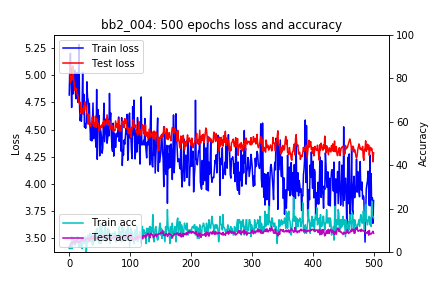 bb2_004: 500 epochs loss and accuracy
Train loss
Test loss
Train acc
Test acc
Loss
5.25
5.00
4.75
4.50
4.25
4.00
3.75
3.50
0
100
200
300
400
500
100
80
60
40
20
0
Accuracy